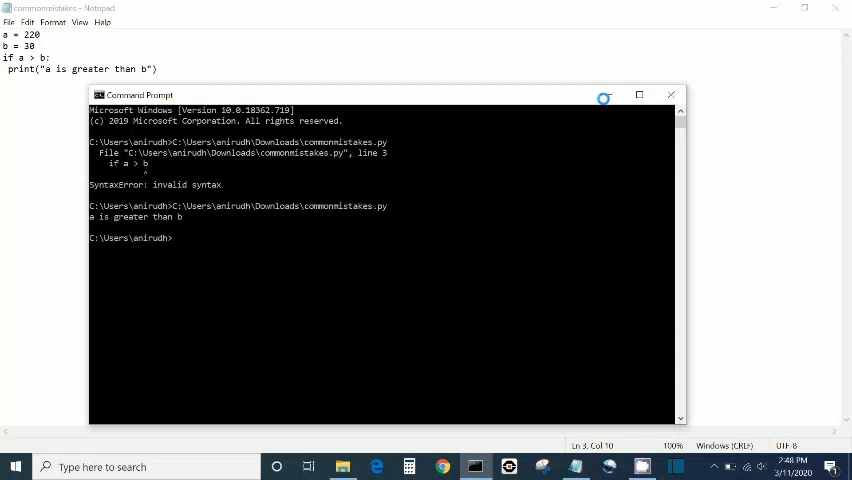 commonmistakes - Notepad
File Edit Format View Help
a = 220
b = 30
if a > b:
 print("a is greater than b")
Command Prompt
Microsoft Windows [Version 10.0.18362.719]
(c) 2019 Microsoft Corporation. All rights reserved.
C:\Users\anirudh>C:\Users\anirudh\Downloads\commonmistakes.py
  File "C:\Users\anirudh\Downloads\commonmistakes.py", line 3
    if a > b
           ^
SyntaxError: invalid syntax
C:\Users\anirudh>C:\Users\anirudh\Downloads\commonmistakes.py
a is greater than b
C:\Users\anirudh>
Ln 3, Col 10 100% Windows (CRLF) UTF-8
Type here to search
2:48 PM
3/11/2020